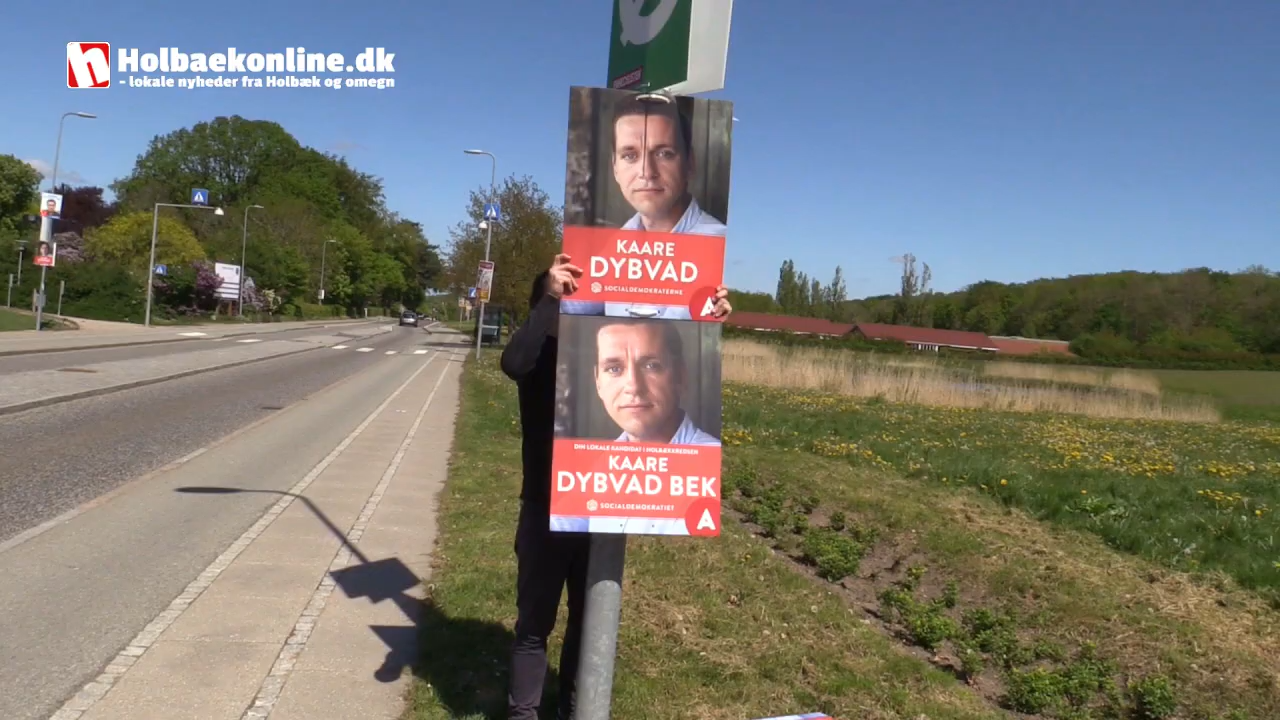 Holbaekonline.dk
- lokale nyheder fra Holbæk og omegn
KAARE
DYBVAD
SOCIALDEMOKRATERNE
A
DIN LOKALE KANDIDAT I HOLBÆKKREDSEN
KAARE
DYBVAD BEK
SOCIALDEMOKRATIET
A